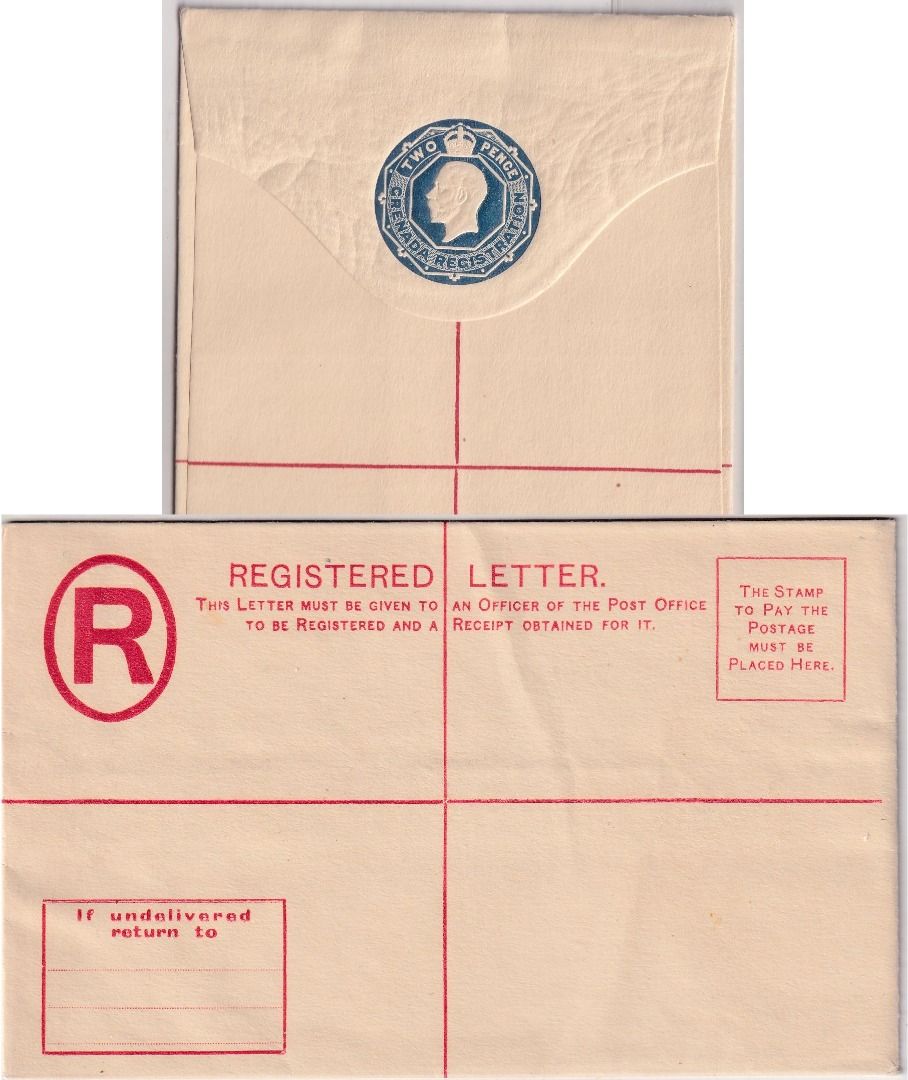 TWO PENCE
GRENADA REGISTRATION
R
REGISTERED LETTER.
THIS LETTER MUST BE GIVEN TO AN OFFICER OF THE POST OFFICE
TO BE REGISTERED AND A RECEIPT OBTAINED FOR IT.
THE STAMP
TO PAY THE
POSTAGE
MUST BE
PLACED HERE.
If undelivered
return to